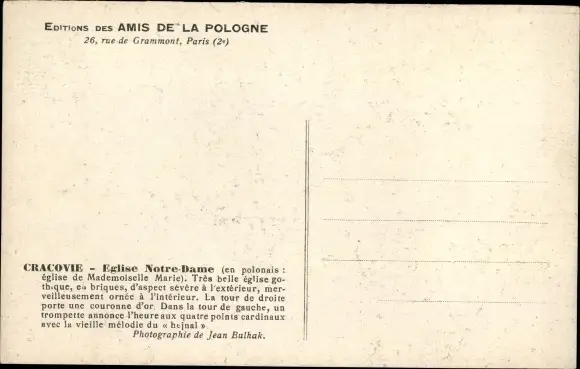 EDITIONS DES AMIS DE LA POLOGNE
26, rue de Grammont, Paris (2e)
CRACOVIE - Eglise Notre-Dame (en polonais :
église de Mademoiselle Marie). Très belle église go-
thique, en briques, d'aspect sévère à l'extérieur, mer-
veilleusement ornée à l'intérieur. La tour de droite
porte une couronne d'or. Dans la tour de gauche, un
trompette annonce l'heure aux quatre points cardinaux
avec la vieille mélodie du « hejnal »
Photographie de Jean Bulhak.